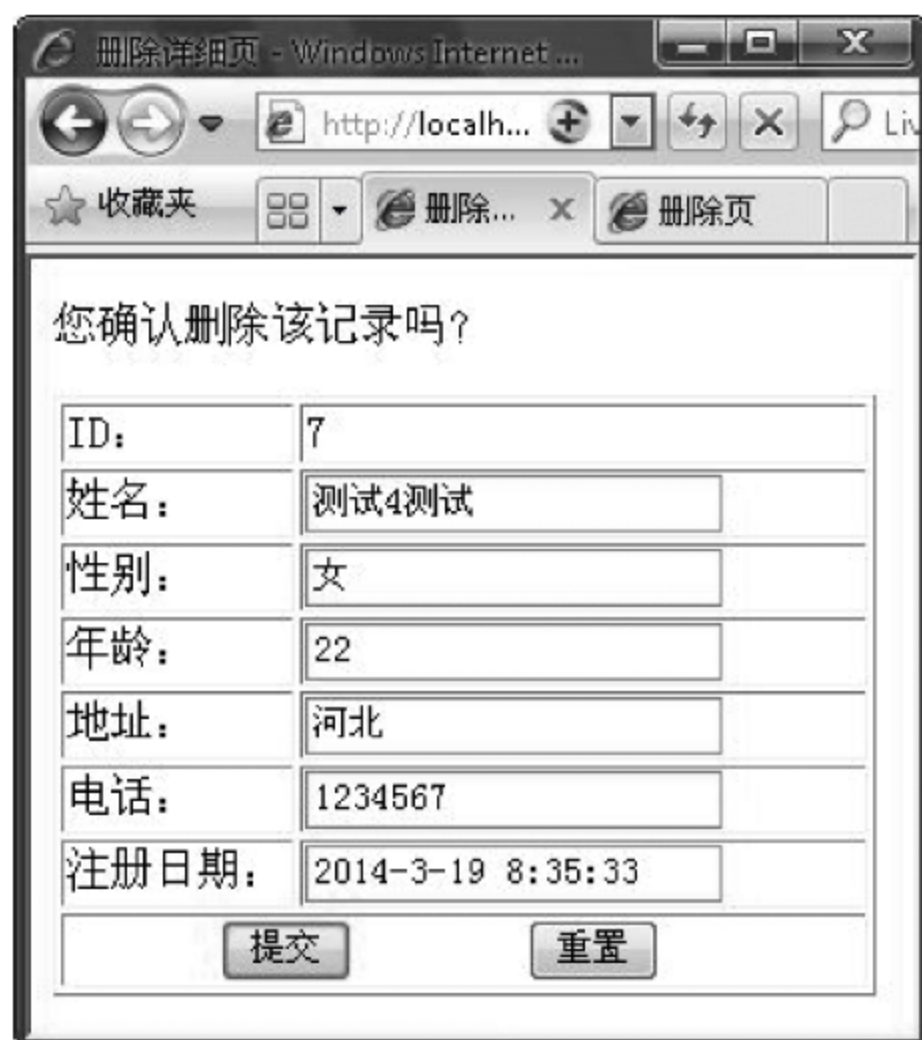 删除详细页 - Windows Internet ...
http://localh...
Liv
收藏夹
删除...
删除页
您确认删除该记录吗?
ID: 7
姓名: 测试4测试
性别: 女
年龄: 22
地址: 河北
电话: 1234567
注册日期: 2014-3-19 8:35:33
提交 重置